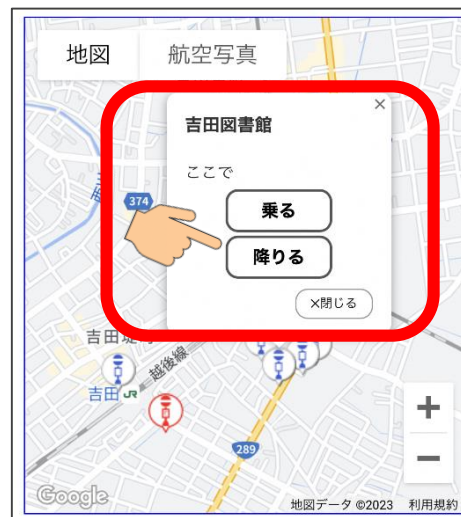 地図 航空写真
×
吉田図書館
ここで
374
乗る
降りる
×閉じる
越後線
吉田 JR
+
289
−
Google
地図データ ©2023 利用規約